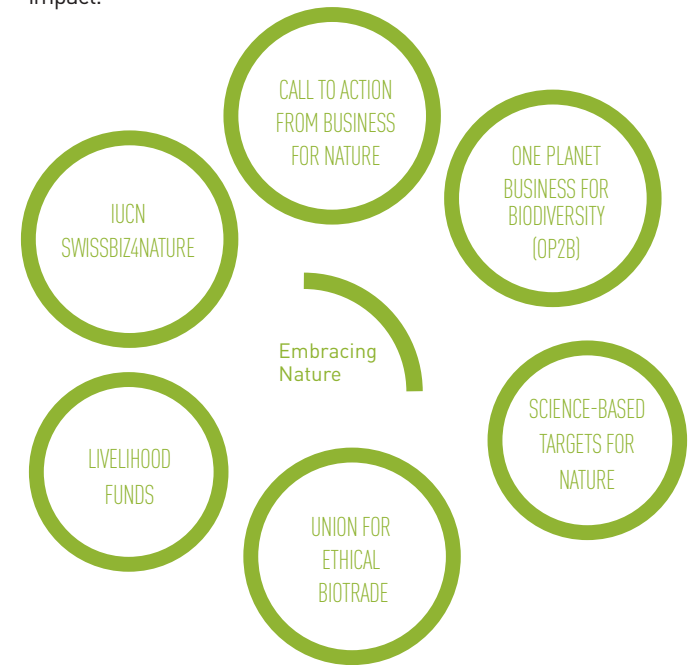 impact.
CALL TO ACTION
FROM BUSINESS
FOR NATURE
ONE PLANET
BUSINESS FOR
BIODIVERSITY
(OP2B)
IUCN
SWISSBIZ4NATURE
Embracing
Nature
SCIENCE-BASED
TARGETS FOR
NATURE
LIVELIHOOD
FUNDS
UNION FOR
ETHICAL
BIOTRADE